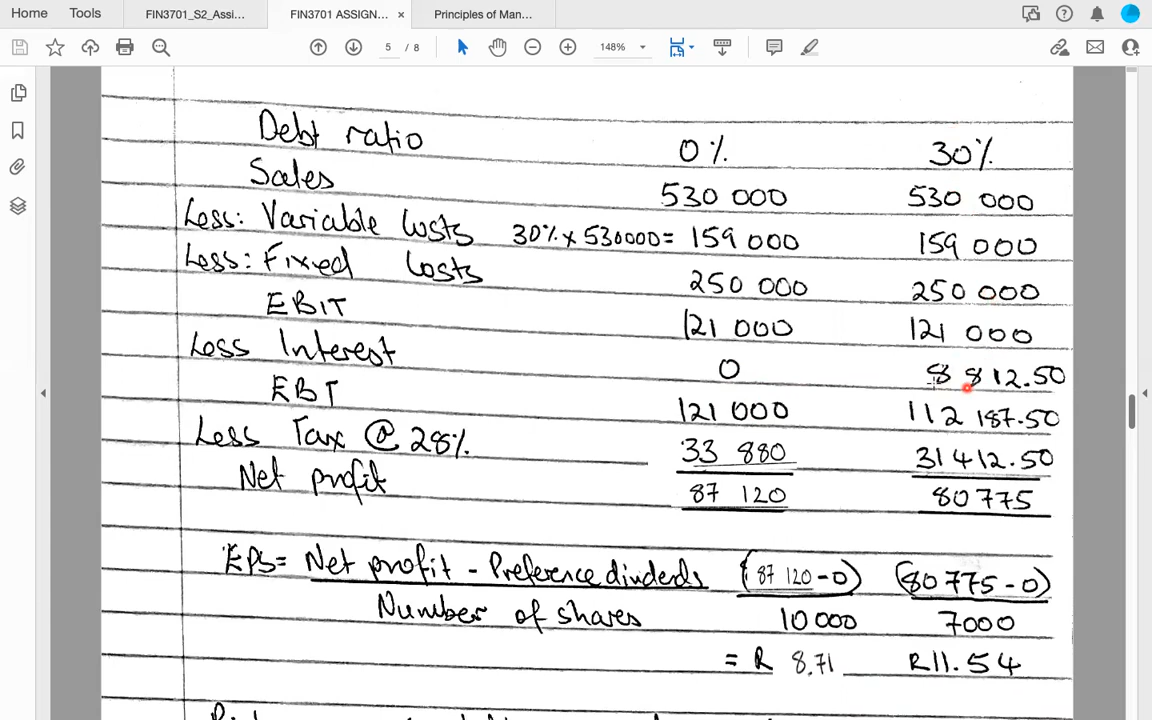 Home Tools FIN3701_S2_Assi... FIN3701 ASSIGN... × Principles of Man...
5 / 8 148%
Debt ratio 0% 30%
Sales 530 000 530 000
Less: Variable Costs 30% x 530000 = 159 000 159 000
Less: Fixed Costs 250 000 250 000
EBIT 121 000 121 000
Less Interest 0 8 812.50
EBT 121 000 112 187.50
Less Tax @ 28% 33 880 31 412.50
Net profit 87 120 80775
EPS = Net profit - Preference dividends (87 120 - 0) (80 775 - 0)
Number of shares 10 000 7000
= R 8.71 R11.54